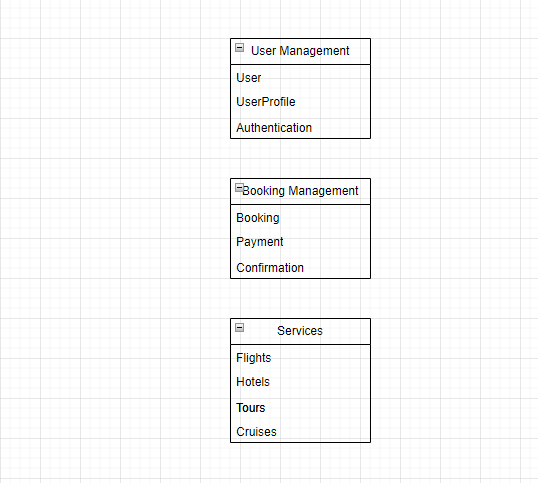 User Management
User
UserProfile
Authentication
Booking Management
Booking
Payment
Confirmation
Services
Flights
Hotels
Tours
Cruises